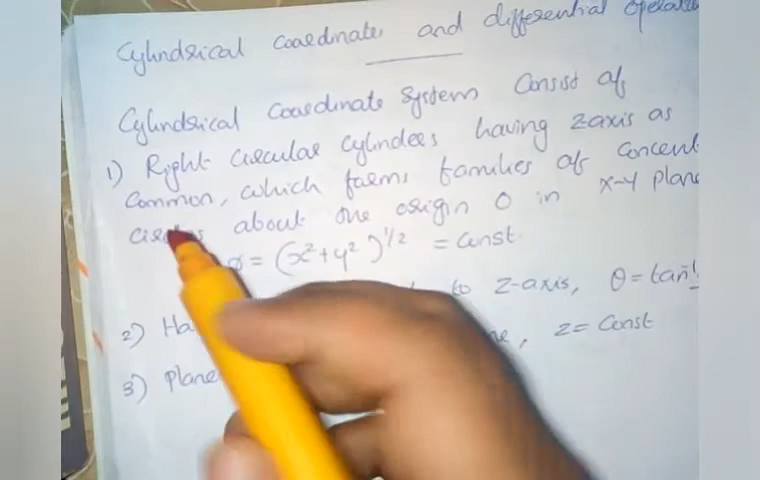 Cylindrical coordinates and differential operato
Cylindrical coordinate system consist of
1) Right circular cylinders having z axis as
common, which forms families of concent
about the origin O in x-y plane
= (x²+y²)^1/2 = const.
to z-axis, θ = tan⁻¹
2) Ha
, z = Const
3) Plane